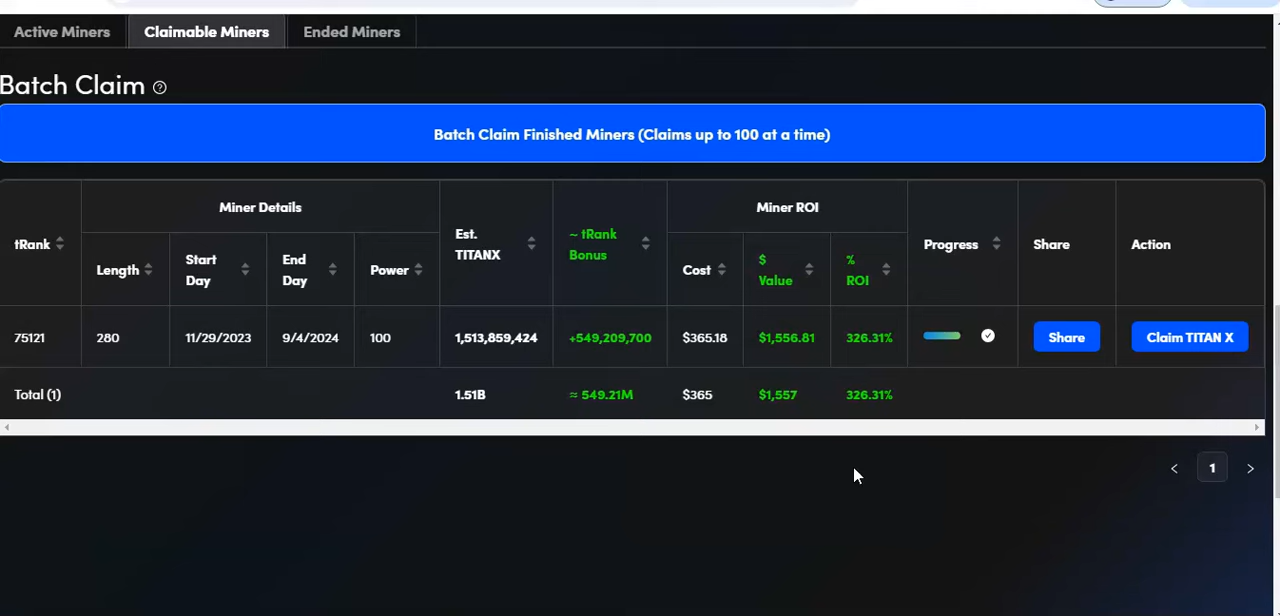 Active Miners
Claimable Miners
Ended Miners
Batch Claim ?
Batch Claim Finished Miners (Claims up to 100 at a time)
tRank
Miner Details
Length
Start Day
End Day
Power
Est. TITANX
~ tRank Bonus
Miner ROI
Cost
$ Value
% ROI
Progress
Share
Action
75121 280 11/29/2023 9/4/2024 100 1,513,859,424 +549,209,700 $365.18 $1,556.81 326.31% Share Claim TITAN X
Total (1) 1.51B ≈ 549.21M $365 $1,557 326.31%
< 1 >